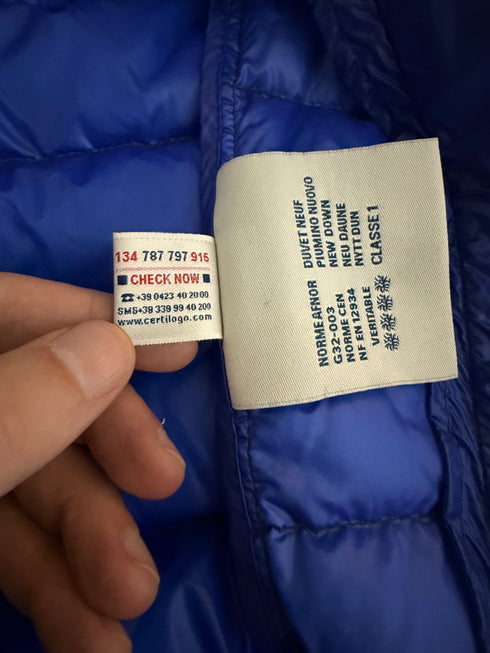 134 787 797 915
CHECK NOW
☎+39 0423 40 20 00
SMS+39 339 99 40 200
www.certilogo.com
DUVET NEUF
PIUMINO NUOVO
NEW DOWN
NEU DAUNE
NYTT DUN
CLASSE 1
NORME AFNOR
G32-003
NORME CEN
NF EN 12934
VERITABLE